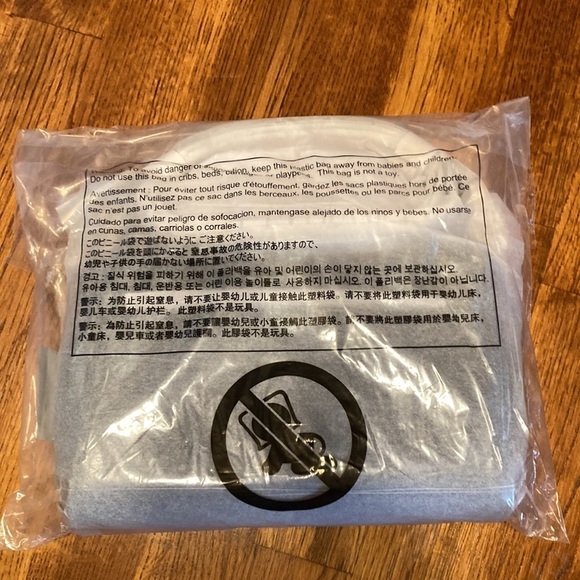 To avoid danger of keep this plastic bag away from babies and children.
Do not use this bag in cribs, beds, playpens. This bag is not a toy.
Avertissement : Pour éviter tout risque d'étouffement, gardez les sacs plastiques hors de portée
des enfants. N'utilisez pas ce sac dans les berceaux, les poussettes ou les parcs pour bébé. Ce
sac n'est pas un jouet.
Cuidado para evitar peligro de sofocacion, mantengase alejado de los ninos y bebes. No usarse
en cunas, camas, carriolas o corrales.
このビニール袋で遊ばないように ご注意ください。
このビニール袋を頭にかぶると 窒息事故の危険性がありますので、
幼児や子供の手の届かない場所に置いてください。
경고 : 질식 위험을 피하기 위해 이 폴리백을 유아 및 어린이의 손이 닿지 않는 곳에 보관하십시오.
유아용 침대, 침대, 운반용 또는 어린 이용 놀이틀로 사용하지 마십시오. 이 폴리백은 장난감이 아닙니다.
警示: 为防止引起窒息, 请不要让婴幼儿或儿童接触此塑料袋. 请不要将此塑料袋用于婴幼儿床,
婴儿车或婴幼儿护栏. 此塑料袋不是玩具.
警示: 為防止引起窒息, 請不要讓嬰幼兒或小童接觸此塑膠袋. 請不要將此塑膠袋用於嬰幼兒床,
小童床, 嬰兒車或者嬰幼兒護欄. 此膠袋不是玩具.